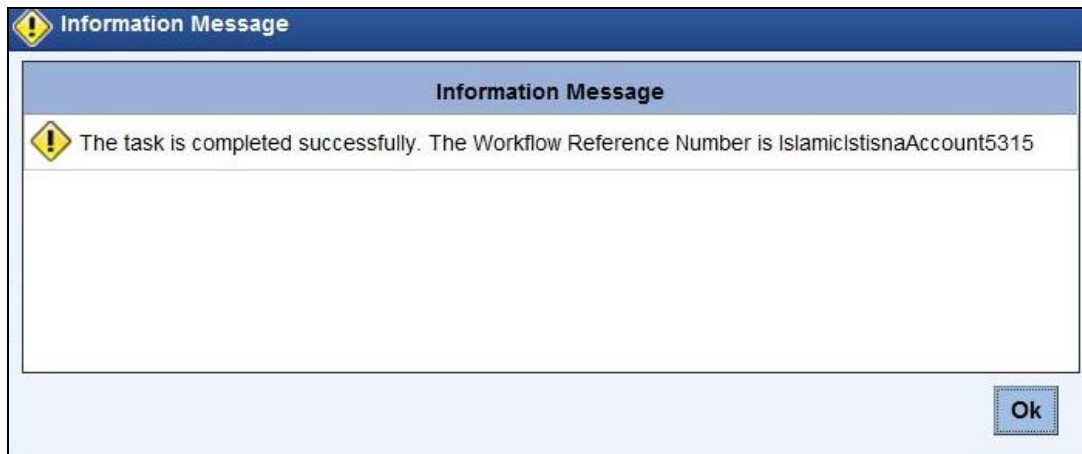 Information Message
Information Message
The task is completed successfully. The Workflow Reference Number is IslamicIstisnaAccount5315
Ok